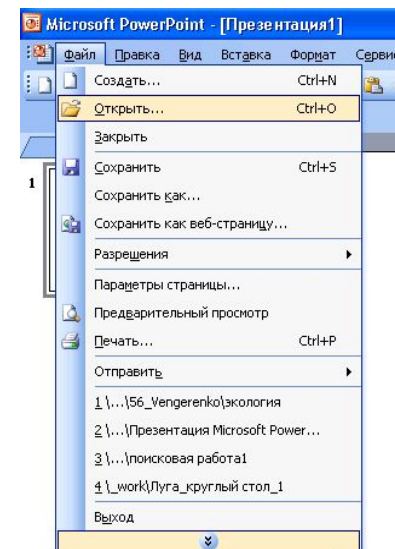 Microsoft PowerPoint - [Презентация1]
Файл Правка Вид Вставка Формат Серви
Создать... Ctrl+N
Открыть... Ctrl+O
Закрыть
1
Сохранить Ctrl+S
Сохранить как...
Сохранить как веб-страницу...
Разрешения
Параметры страницы...
Предварительный просмотр
Печать... Ctrl+P
Отправить
1 \...\56_Vengerenko\экология
2 \...\Презентация Microsoft Power...
3 \...\поисковая работа1
4 \_work\Луга_круглый стол_1
Выход